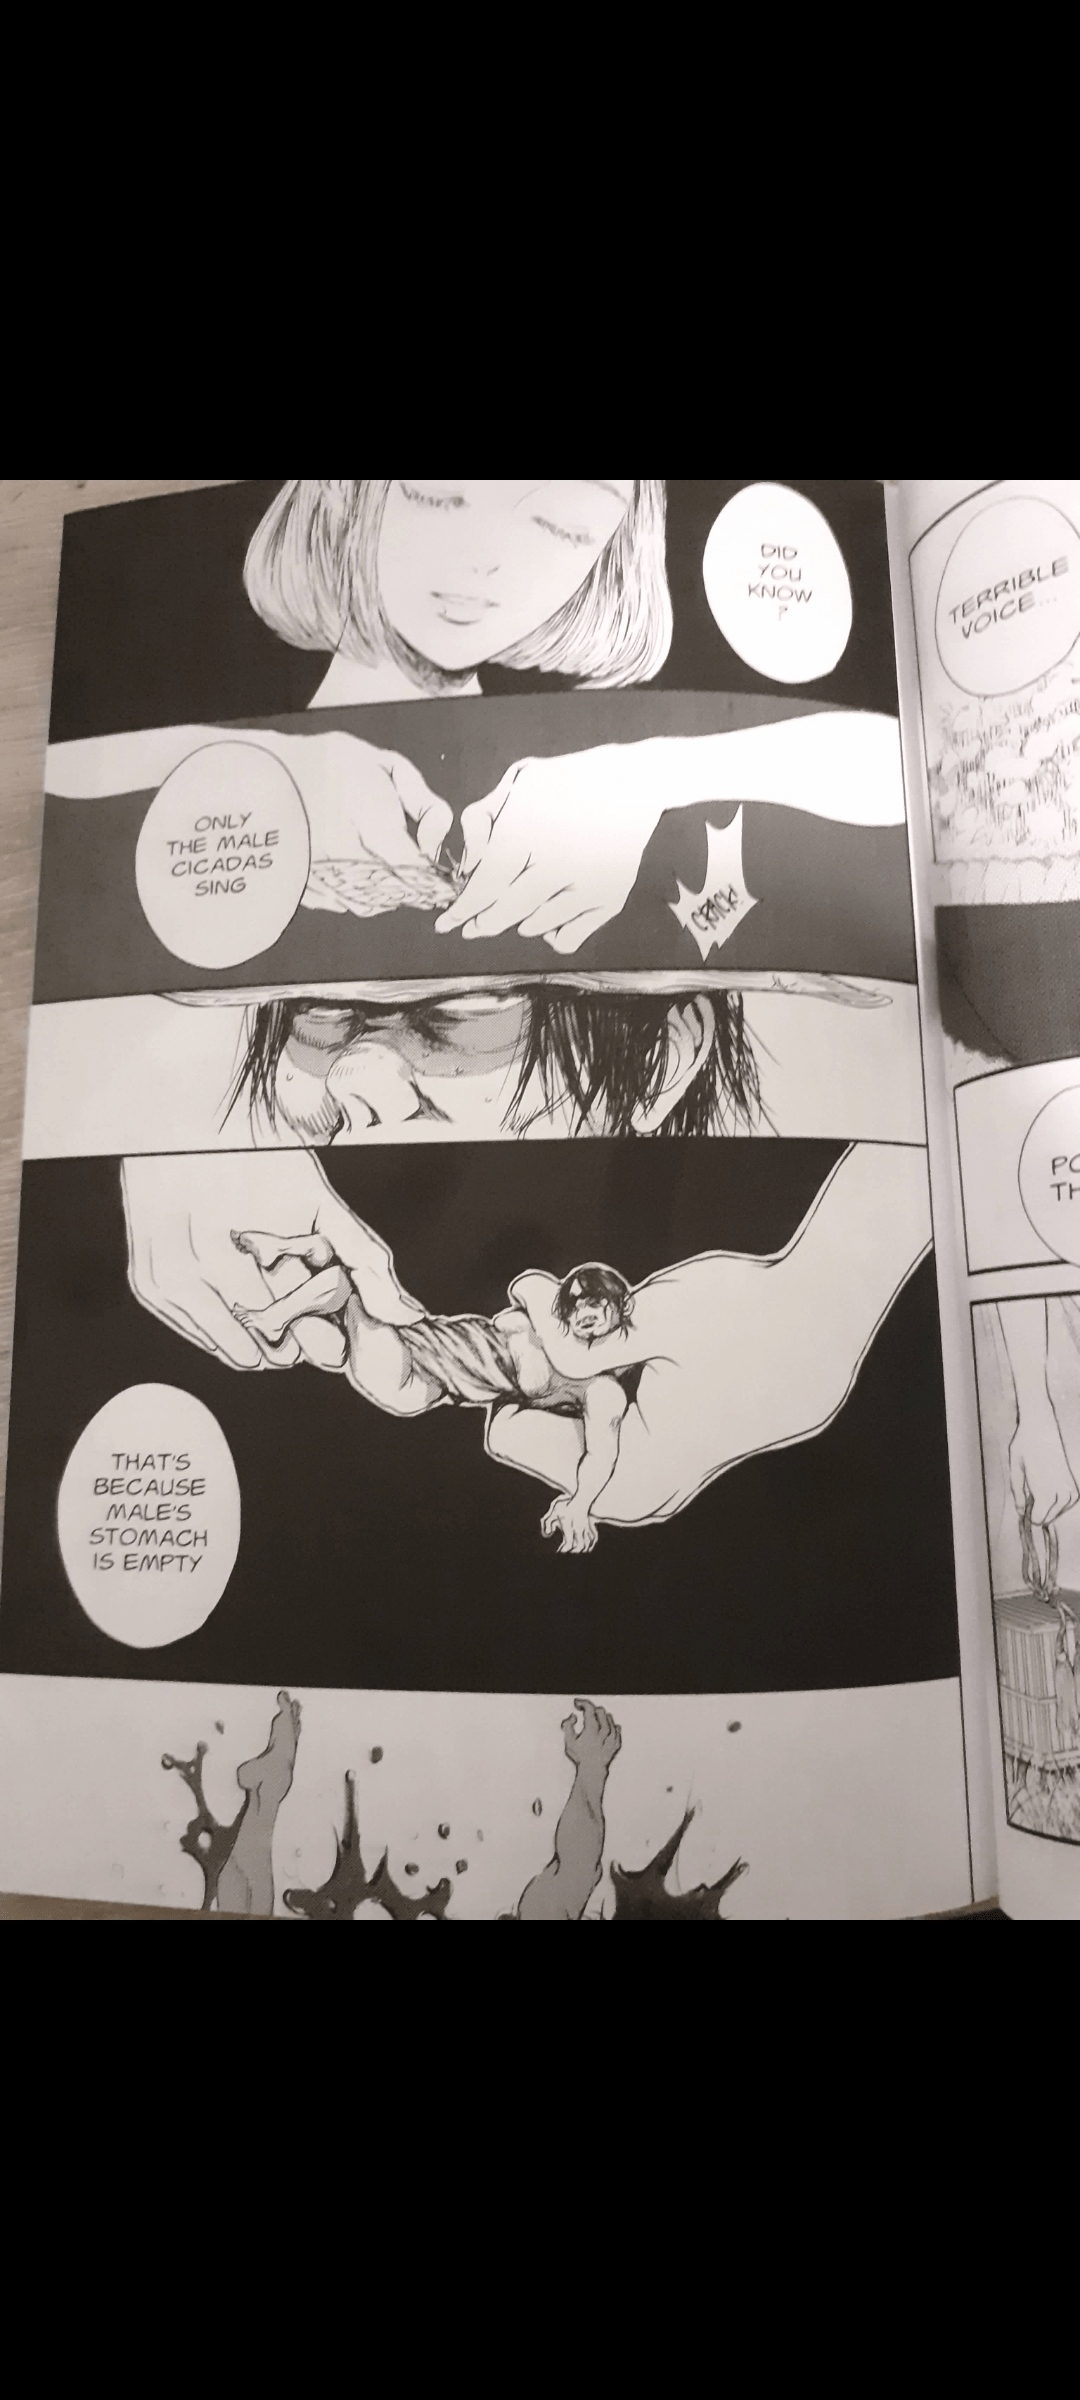 DID
YOU
KNOW
?
ONLY
THE MALE
CICADAS
SING
CRACK!
THAT'S
BECAUSE
MALE'S
STOMACH
IS EMPTY
TERRIBLE
VOICE...